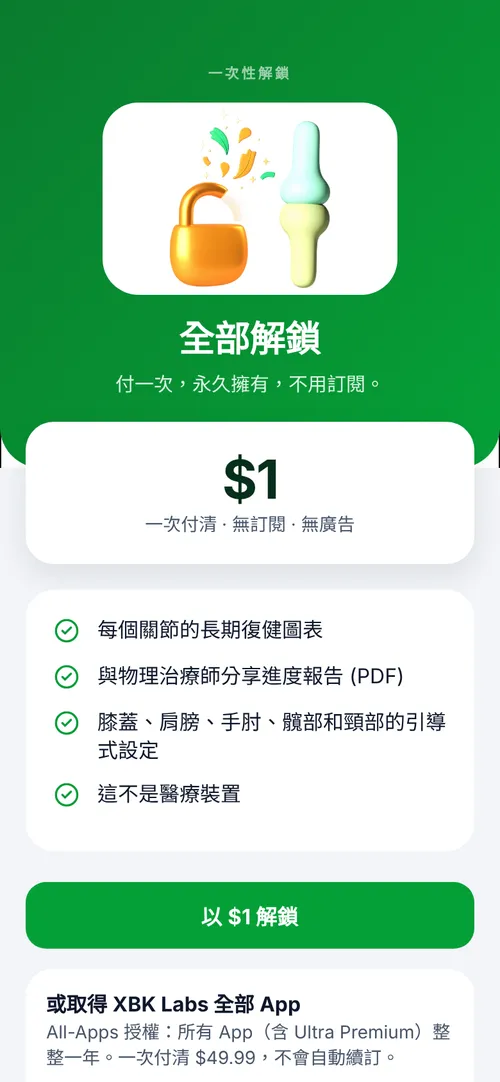 一次性解鎖
全部解鎖
付一次，永久擁有，不用訂閱。
$1
一次付清 · 無訂閱 · 無廣告
每個關節的長期復健圖表
與物理治療師分享進度報告 (PDF)
膝蓋、肩膀、手肘、髖部和頸部的引導
式設定
這不是醫療裝置
以 $1 解鎖
或取得 XBK Labs 全部 App
All-Apps 授權：所有 App（含 Ultra Premium）整
整一年。一次付清 $49.99，不會自動續訂。